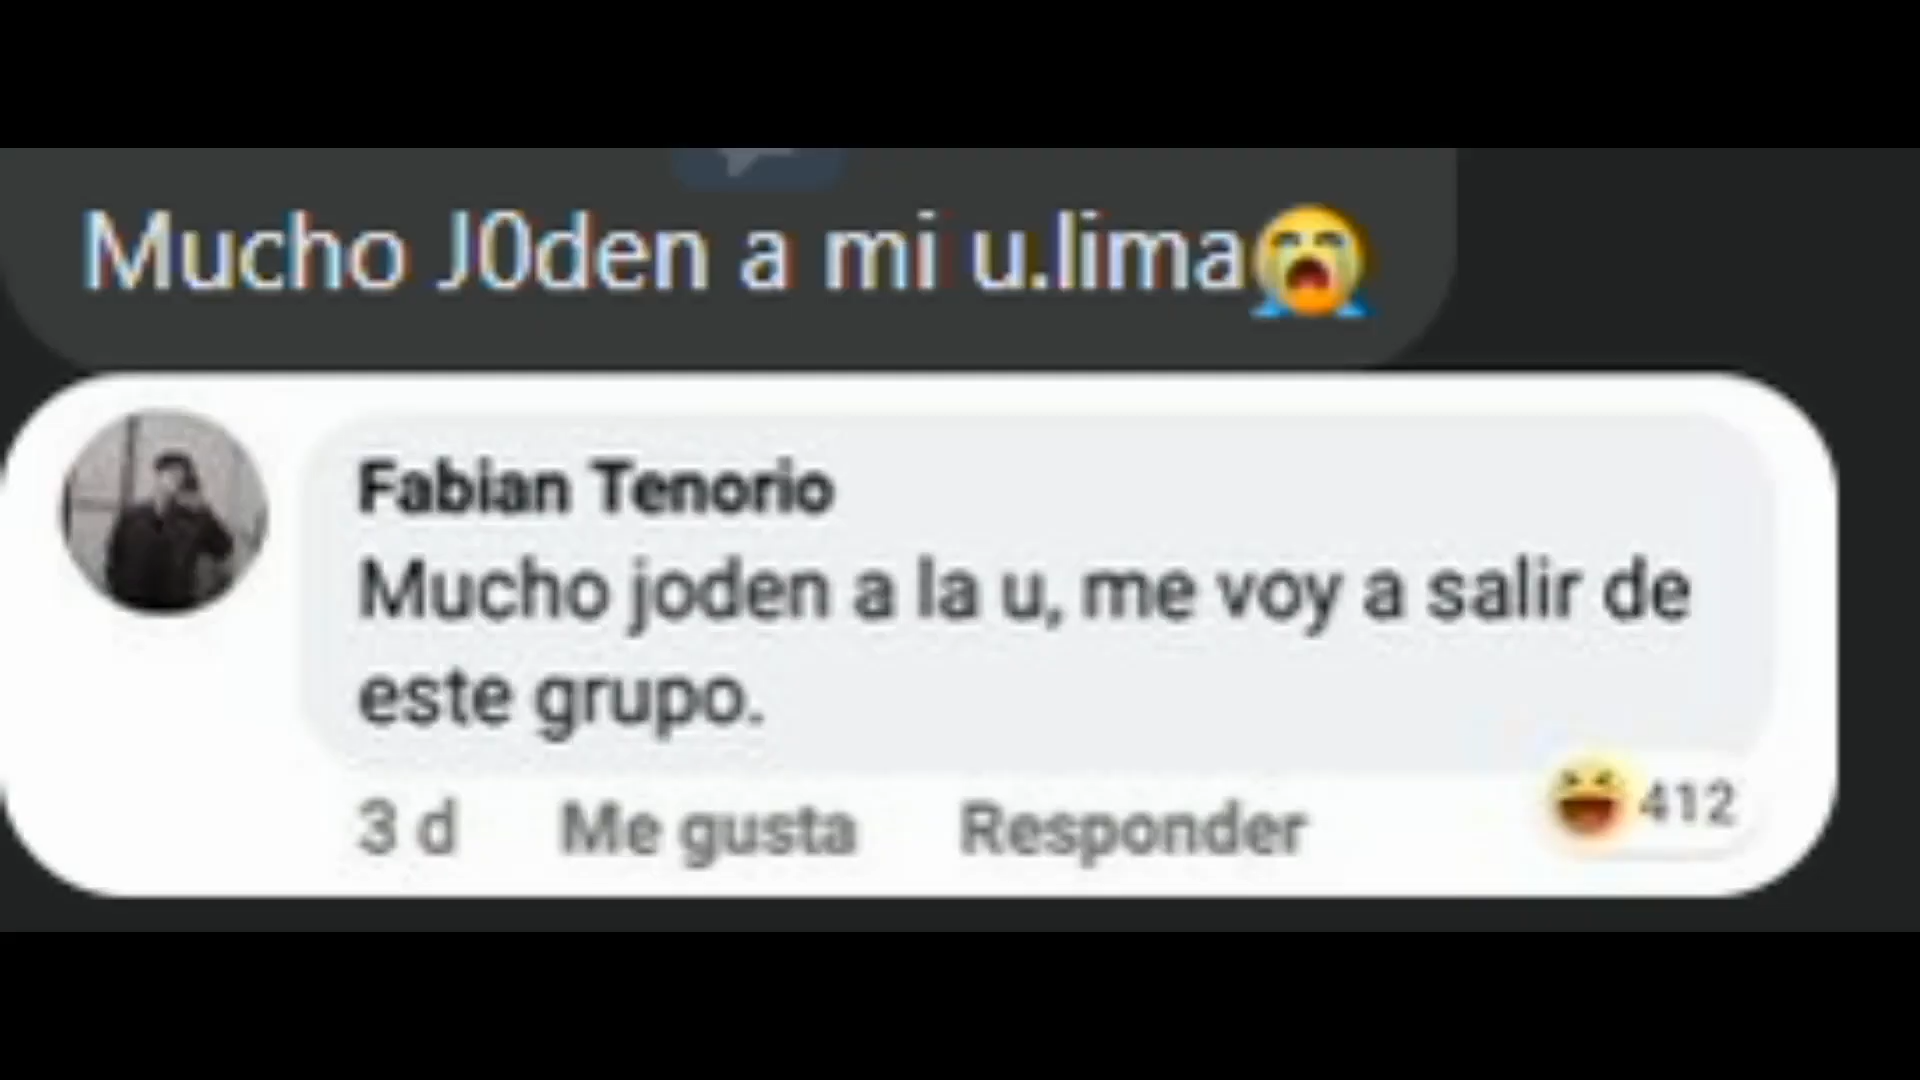 Mucho J0den a mi u.lima😭
Fabian Tenorio
Mucho joden a la u, me voy a salir de
este grupo.
3 d Me gusta Responder 412